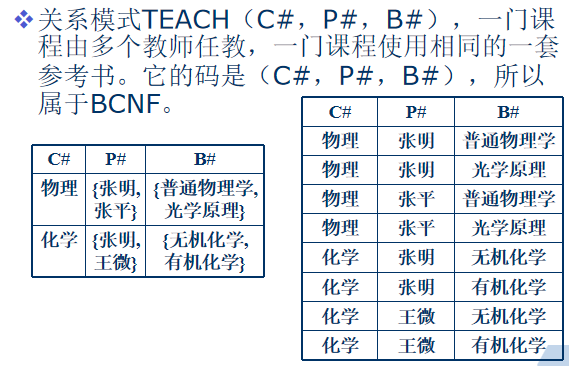 关系模式TEACH（C#，P#，B#），一门课
程由多个教师任教，一门课程使用相同的一套
参考书。它的码是（C#，P#，B#），所以
属于BCNF。
C# P# B#
物理 {张明, {普通物理学,
张平} 光学原理}
化学 {张明, {无机化学,
王微} 有机化学}
C# P# B#
物理 张明 普通物理学
物理 张明 光学原理
物理 张平 普通物理学
物理 张平 光学原理
化学 张明 无机化学
化学 张明 有机化学
化学 王微 无机化学
化学 王微 有机化学